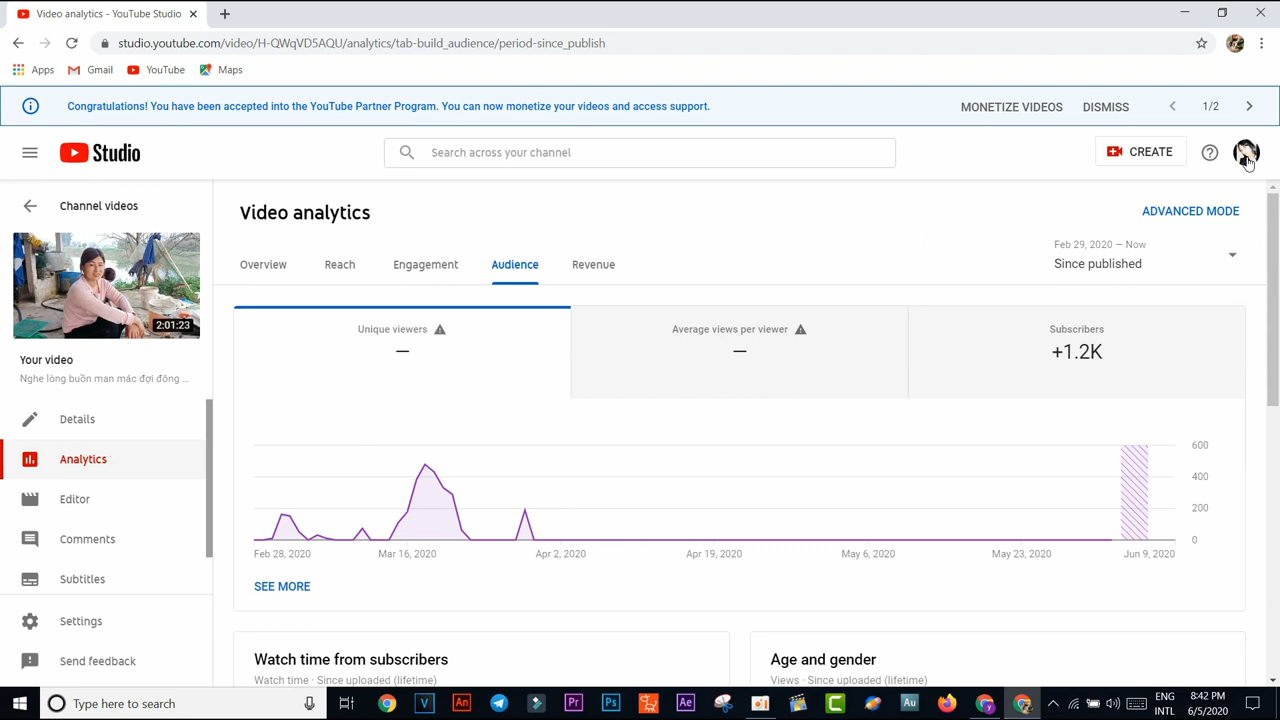 Video analytics - YouTube Studio
studio.youtube.com/video/H-QWqVD5AQU/analytics/tab-build_audience/period-since_publish
Apps Gmail YouTube Maps
Congratulations! You have been accepted into the YouTube Partner Program. You can now monetize your videos and access support. MONETIZE VIDEOS DISMISS 1/2
Studio Search across your channel CREATE
Channel videos
Video analytics
ADVANCED MODE
Feb 29, 2020 – Now
Since published
Overview Reach Engagement Audience Revenue
2:01:23
Your video
Nghe lòng buồn man mác đợi đông ...
Details
Analytics
Editor
Comments
Subtitles
Settings
Send feedback
Unique viewers Average views per viewer Subscribers
— — +1.2K
600
400
200
0
Feb 28, 2020 Mar 16, 2020 Apr 2, 2020 Apr 19, 2020 May 6, 2020 May 23, 2020 Jun 9, 2020
SEE MORE
Watch time from subscribers
Watch time · Since uploaded (lifetime)
Age and gender
Views · Since uploaded (lifetime)
Type here to search
V An Pr Ps Ae C Au
ENG
INTL
8:42 PM
6/5/2020